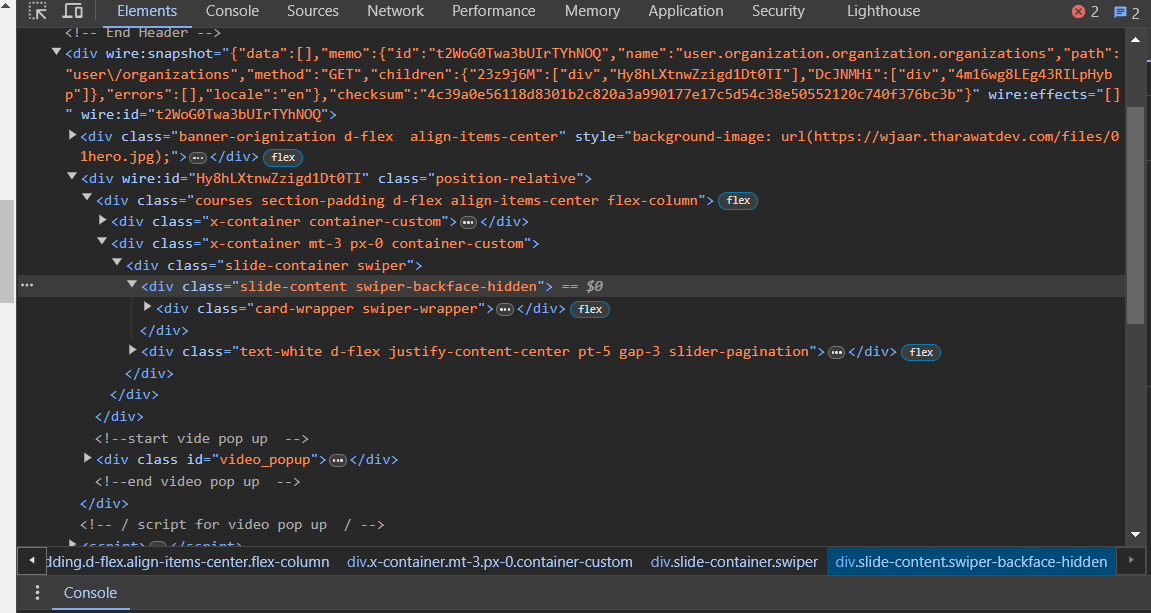 Elements Console Sources Network Performance Memory Application Security Lighthouse 2 2
<!-- End Header -->
<div wire:snapshot="{"data":[],"memo":{"id":"t2WoG0Twa3bUIrTYhNOQ","name":"user.organization.organization.organizations","path":
"user\/organizations","method":"GET","children":{"23z9j6M":["div","Hy8hLXtnwZzigd1Dt0TI"],"DcJNMHi":["div","4m16wg8LEg43RILpHyb
p"]},"errors":[],"locale":"en"},"checksum":"4c39a0e56118d8301b2c820a3a990177e17c5d54c38e50552120c740f376bc3b"}" wire:effects="[]
" wire:id="t2WoG0Twa3bUIrTYhNOQ">
<div class="banner-orignization d-flex  align-items-center" style="background-image: url(https://wjaar.tharawatdev.com/files/0
1hero.jpg);">…</div> flex
<div wire:id="Hy8hLXtnwZzigd1Dt0TI" class="position-relative">
<div class="courses section-padding d-flex align-items-center flex-column"> flex
<div class="x-container container-custom">…</div>
<div class="x-container mt-3 px-0 container-custom">
<div class="slide-container swiper">
<div class="slide-content swiper-backface-hidden"> == $0
<div class="card-wrapper swiper-wrapper">…</div> flex
</div>
<div class="text-white d-flex justify-content-center pt-5 gap-3 slider-pagination">…</div> flex
</div>
</div>
</div>
<!--start vide pop up  -->
<div class id="video_popup">…</div>
<!--end video pop up  -->
</div>
<!-- / script for video pop up  / -->
<script>…</script>
dding.d-flex.align-items-center.flex-column div.x-container.mt-3.px-0.container-custom div.slide-container.swiper div.slide-content.swiper-backface-hidden
Console